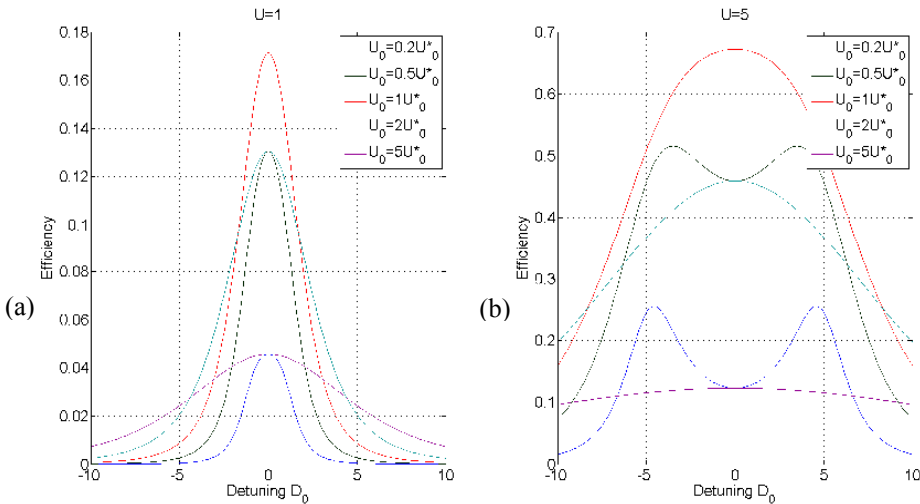 U=1
0.18
0.16
0.14
0.12
0.1
0.08
0.06
0.04
0.02
0
-10 -5 0 5 10
Efficiency
Detuning D₀
U₀=0.2U*₀
U₀=0.5U*₀
U₀=1U*₀
U₀=2U*₀
U₀=5U*₀
(a)
U=5
0.7
0.6
0.5
0.4
0.3
0.2
0.1
0
-10 -5 0 5 10
Efficiency
Detuning D₀
U₀=0.2U*₀
U₀=0.5U*₀
U₀=1U*₀
U₀=2U*₀
U₀=5U*₀
(b)